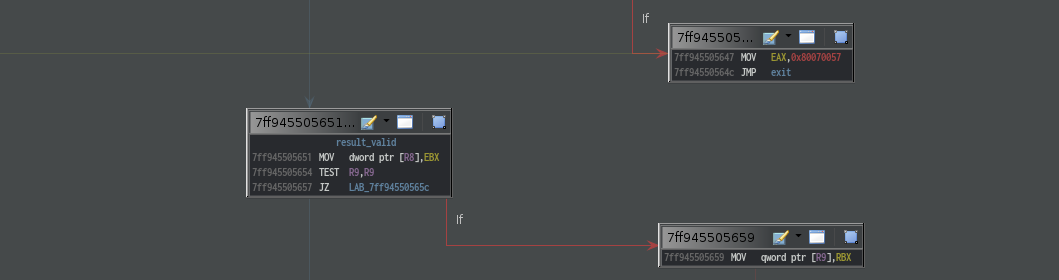 If
7ff945505...
7ff945505647 MOV EAX,0x80070057
7ff94550564c JMP exit
7ff945505651...
result_valid
7ff945505651 MOV dword ptr [R8],EBX
7ff945505654 TEST R9,R9
7ff945505657 JZ LAB_7ff94550565c
If
7ff945505659
7ff945505659 MOV qword ptr [R9],RBX